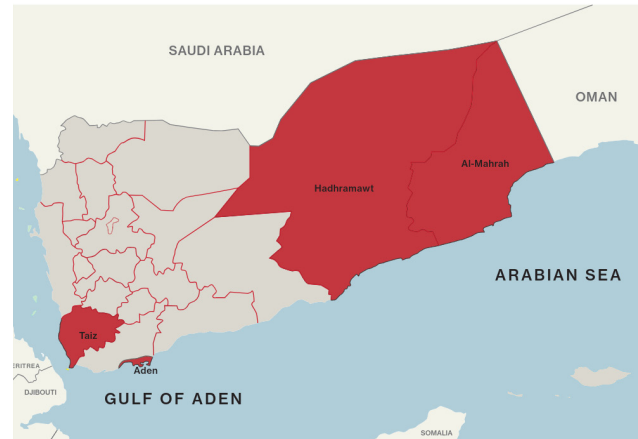 SAUDI ARABIA
OMAN
Al-Mahrah
Hadhramawt
ARABIAN SEA
Taiz
Aden
ERITREA
DJIBOUTI
GULF OF ADEN
SOMALIA